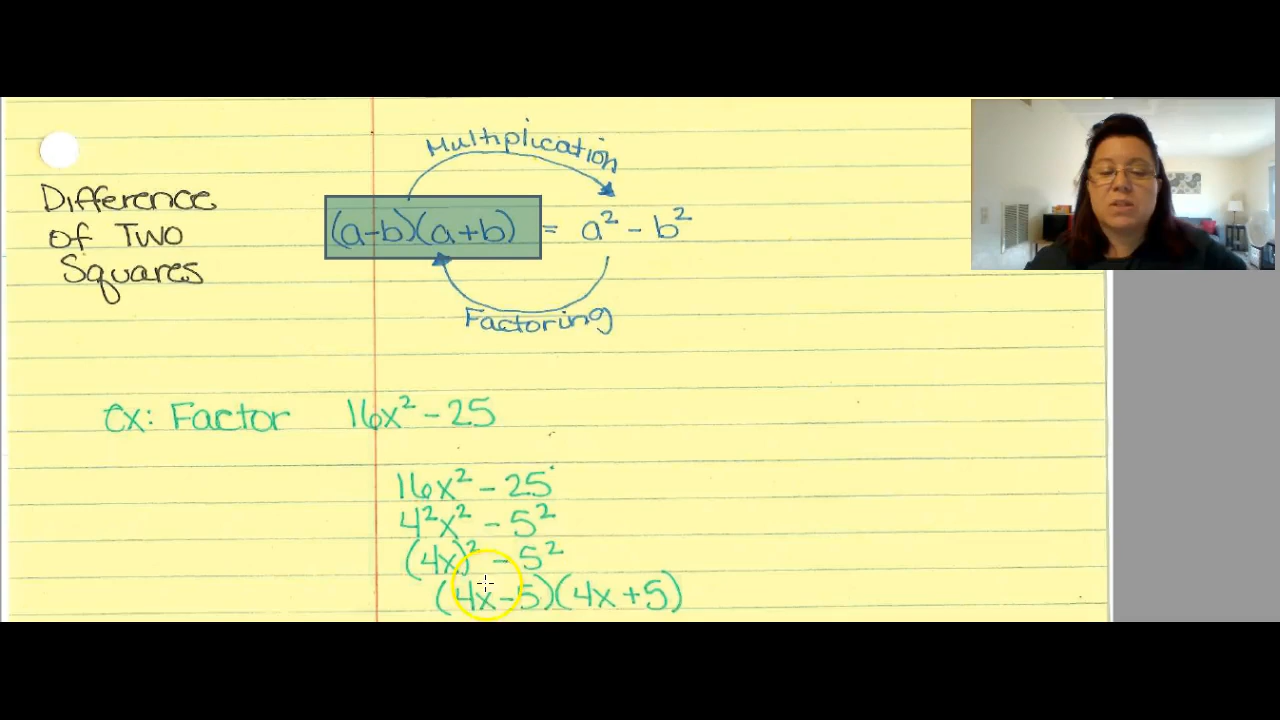 Multiplication
Difference
of Two
Squares
(a-b)(a+b) = a² - b²
Factoring
Ex: Factor 16x² - 25
16x² - 25
4²x² - 5²
(4x)² - 5²
(4x-5)(4x+5)